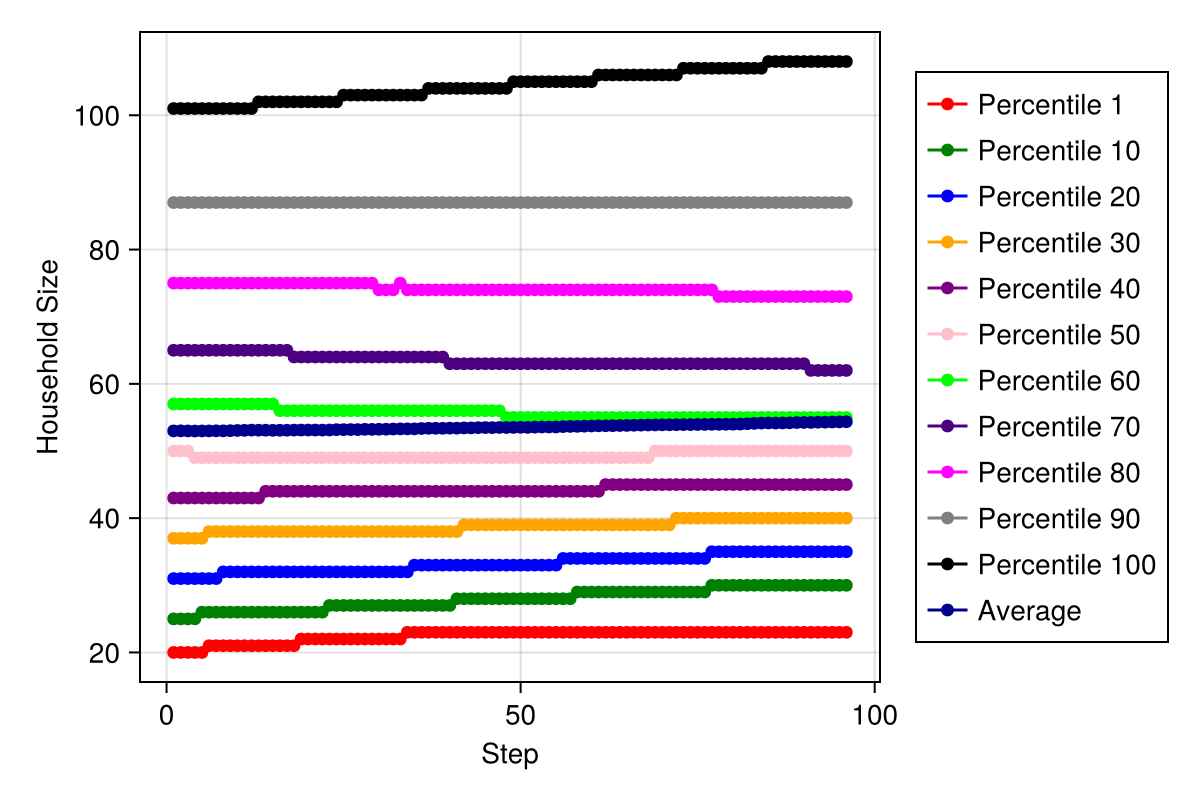 100
80
60
40
20
Household Size
0
50
100
Step
Percentile 1
Percentile 10
Percentile 20
Percentile 30
Percentile 40
Percentile 50
Percentile 60
Percentile 70
Percentile 80
Percentile 90
Percentile 100
Average